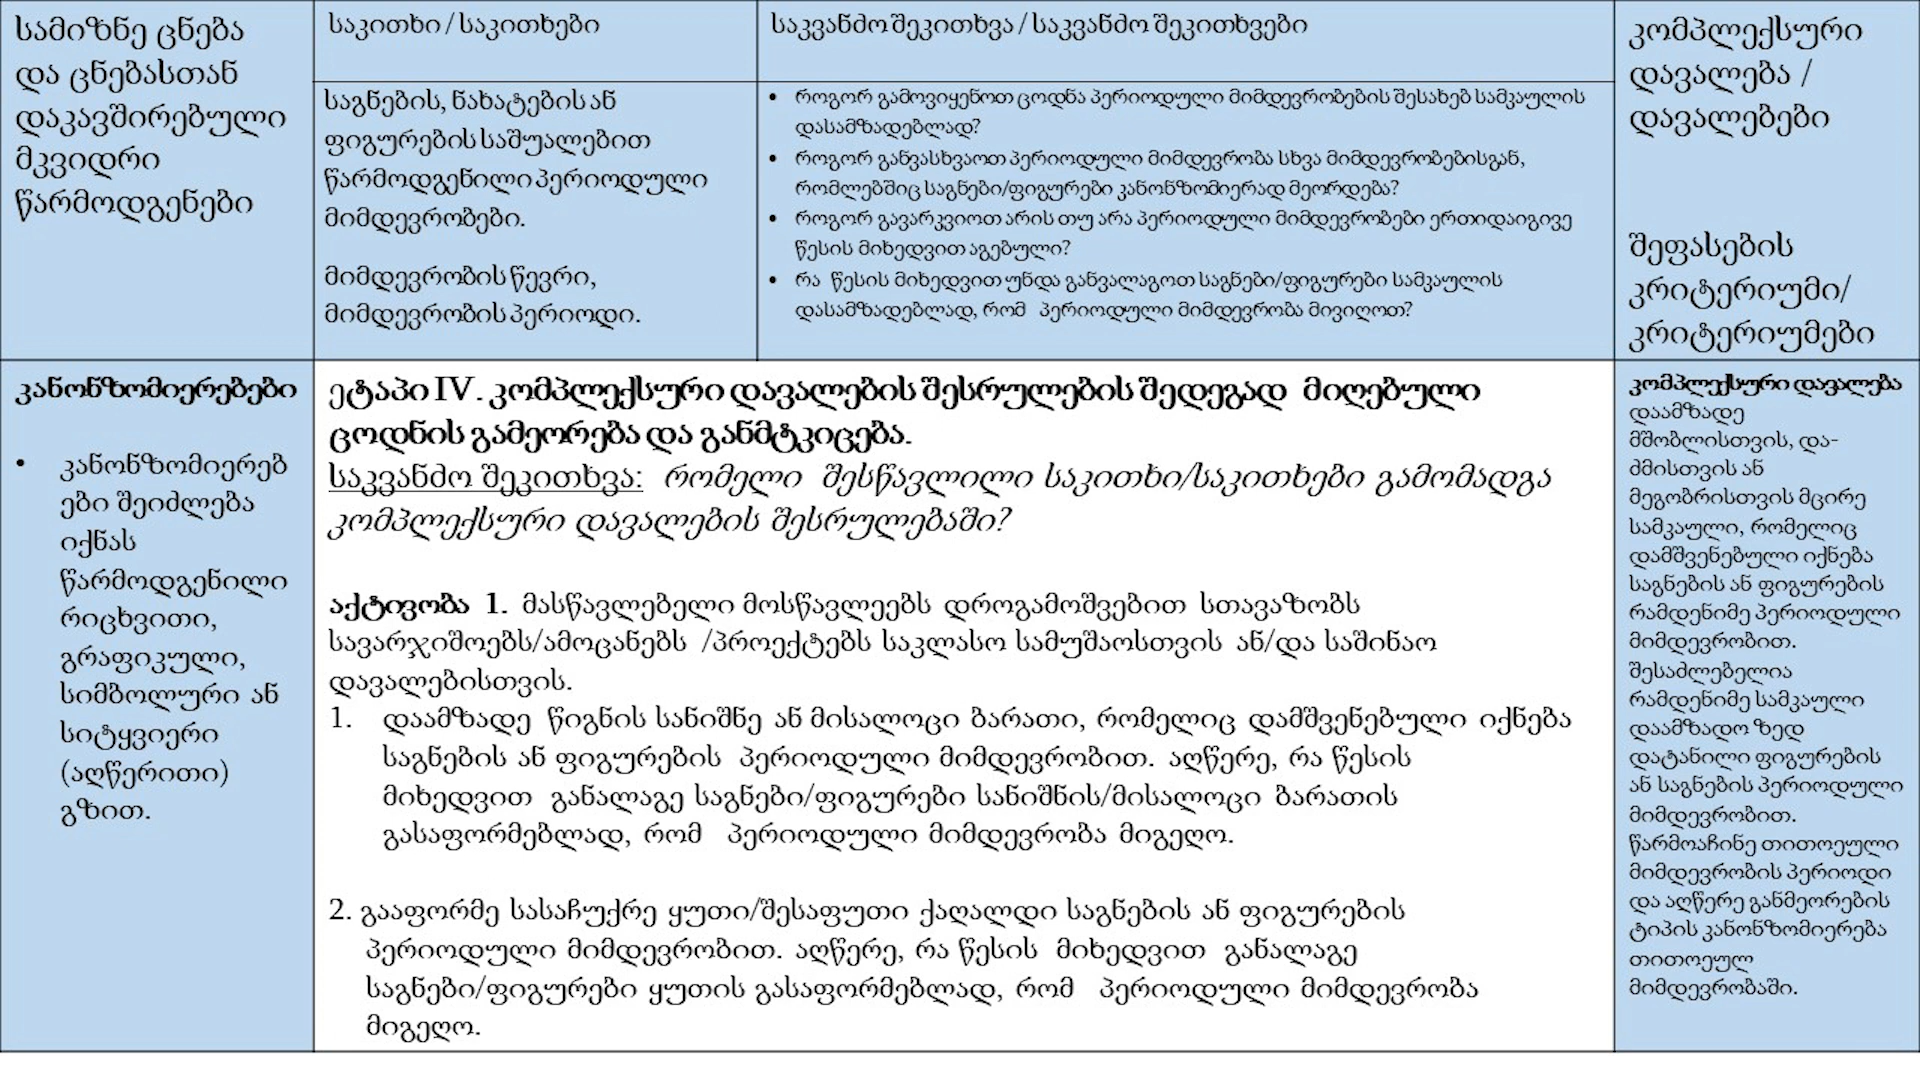 სამიზნე ცნება
და ცნებასთან
დაკავშირებული
მკვიდრი
წარმოდგენები
საკითხი / საკითხები
საგნების, ნახატების ან
ფიგურების საშუალებით
წარმოდგენილი პერიოდული
მიმდევრობები.
მიმდევრობის წევრი,
მიმდევრობის პერიოდი.
საკვანძო შეკითხვა / საკვანძო შეკითხვები
• როგორ გამოვიყენოთ ცოდნა პერიოდული მიმდევრობების შესახებ სამკაულის
დასამზადებლად?
• როგორ განვასხვაოთ პერიოდული მიმდევრობა სხვა მიმდევრობებისგან,
რომლებშიც საგნები/ფიგურები კანონზომიერად მეორდება?
• როგორ გავარკვიოთ არის თუ არა პერიოდული მიმდევრობები ერთიდაიგივე
წესის მიხედვით აგებული?
• რა წესის მიხედვით უნდა განვალაგოთ საგნები/ფიგურები სამკაულის
დასამზადებლად, რომ პერიოდული მიმდევრობა მივიღოთ?
კომპლექსური
დავალება /
დავალებები
შეფასების
კრიტერიუმი/
კრიტერიუმები
კანონზომიერებები
• კანონზომიერებ
ები შეიძლება
იქნას
წარმოდგენილი
რიცხვითი,
გრაფიკული,
სიმბოლური ან
სიტყვიერი
(აღწერითი)
გზით.
ეტაპი IV. კომპლექსური დავალების შესრულების შედეგად მიღებული
ცოდნის გამეორება და განმტკიცება.
საკვანძო შეკითხვა: რომელი შესწავლილი საკითხი/საკითხები გამომადგა
კომპლექსური დავალების შესრულებაში?
აქტივობა 1. მასწავლებელი მოსწავლეებს დროგამოშვებით სთავაზობს
სავარჯიშოებს/ამოცანებს /პროექტებს საკლასო სამუშაოსთვის ან/და საშინაო
დავალებისთვის.
1. დაამზადე წიგნის სანიშნე ან მისალოცი ბარათი, რომელიც დამშვენებული იქნება
საგნების ან ფიგურების პერიოდული მიმდევრობით. აღწერე, რა წესის
მიხედვით განალაგე საგნები/ფიგურები სანიშნის/მისალოცი ბარათის
გასაფორმებლად, რომ პერიოდული მიმდევრობა მიგეღო.
2. გააფორმე სასაჩუქრე ყუთი/შესაფუთი ქაღალდი საგნების ან ფიგურების
პერიოდული მიმდევრობით. აღწერე, რა წესის მიხედვით განალაგე
საგნები/ფიგურები ყუთის გასაფორმებლად, რომ პერიოდული მიმდევრობა
მიგეღო.
კომპლექსური დავალება
დაამზადე
მშობლისთვის, და-
ძმისთვის ან
მეგობრისთვის მცირე
სამკაული, რომელიც
დამშვენებული იქნება
საგნების ან ფიგურების
რამდენიმე პერიოდული
მიმდევრობით.
შესაძლებელია
რამდენიმე სამკაული
დაამზადო ზედ
დატანილი ფიგურების
ან საგნების პერიოდული
მიმდევრობით.
წარმოაჩინე თითოეული
მიმდევრობის პერიოდი
და აღწერე განმეორების
ტიპის კანონზომიერება
თითოეულ
მიმდევრობაში.